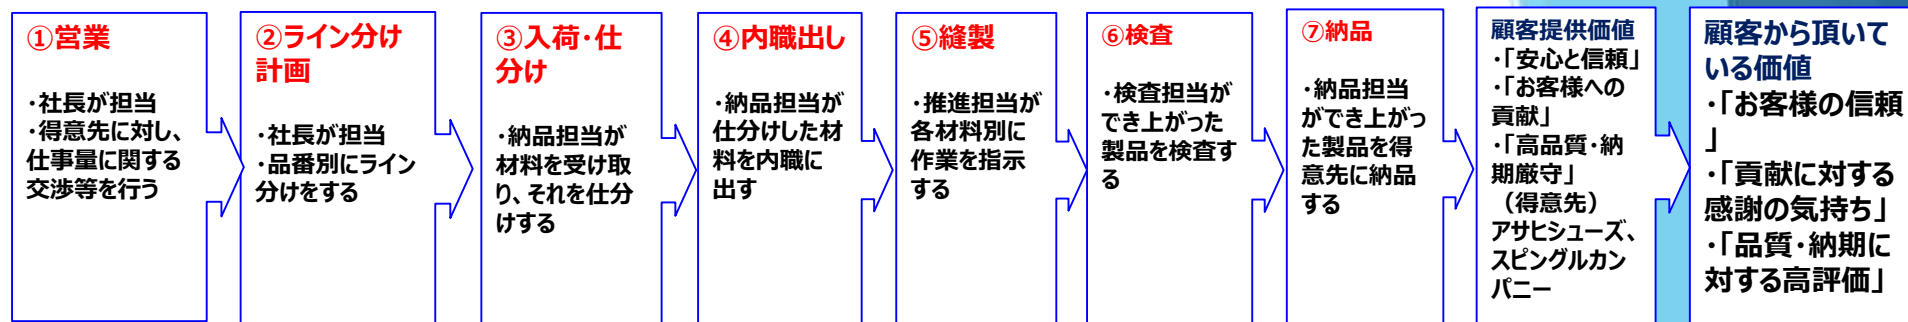 ①営業
・社長が担当
・得意先に対し、
仕事量に関する
交渉等を行う
②ライン分け
計画
・社長が担当
・品番別にライン
分けをする
③入荷・仕
分け
・納品担当が
材料を受け取
り、それを仕分
けする
④内職出し
・納品担当が
仕分けした材
料を内職に
出す
⑤縫製
・推進担当が
各材料別に
作業を指示
する
⑥検査
・検査担当が
でき上がった
製品を検査す
る
⑦納品
・納品担当
ができ上がっ
た製品を得
意先に納品
する
顧客提供価値
・「安心と信頼」
・「お客様への
貢献」
・「高品質・納
期厳守」
（得意先）
アサヒシューズ、
スピングルカン
パニー
顧客から頂いて
いる価値
・「お客様の信頼
」
・「貢献に対する
感謝の気持ち」
・「品質・納期に
対する高評価」